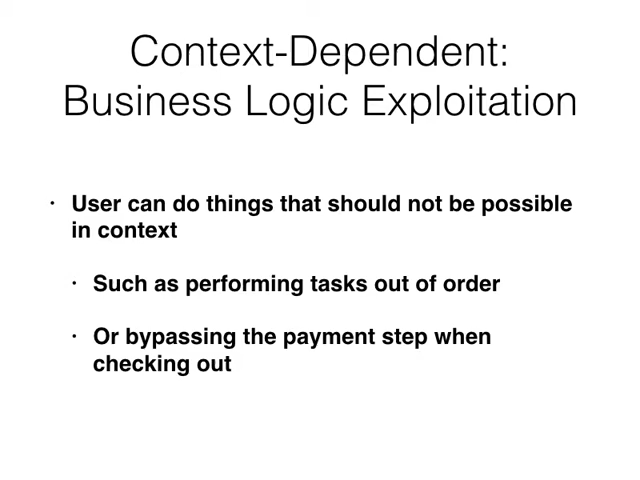 Context-Dependent:
Business Logic Exploitation
• User can do things that should not be possible
in context
• Such as performing tasks out of order
• Or bypassing the payment step when
checking out